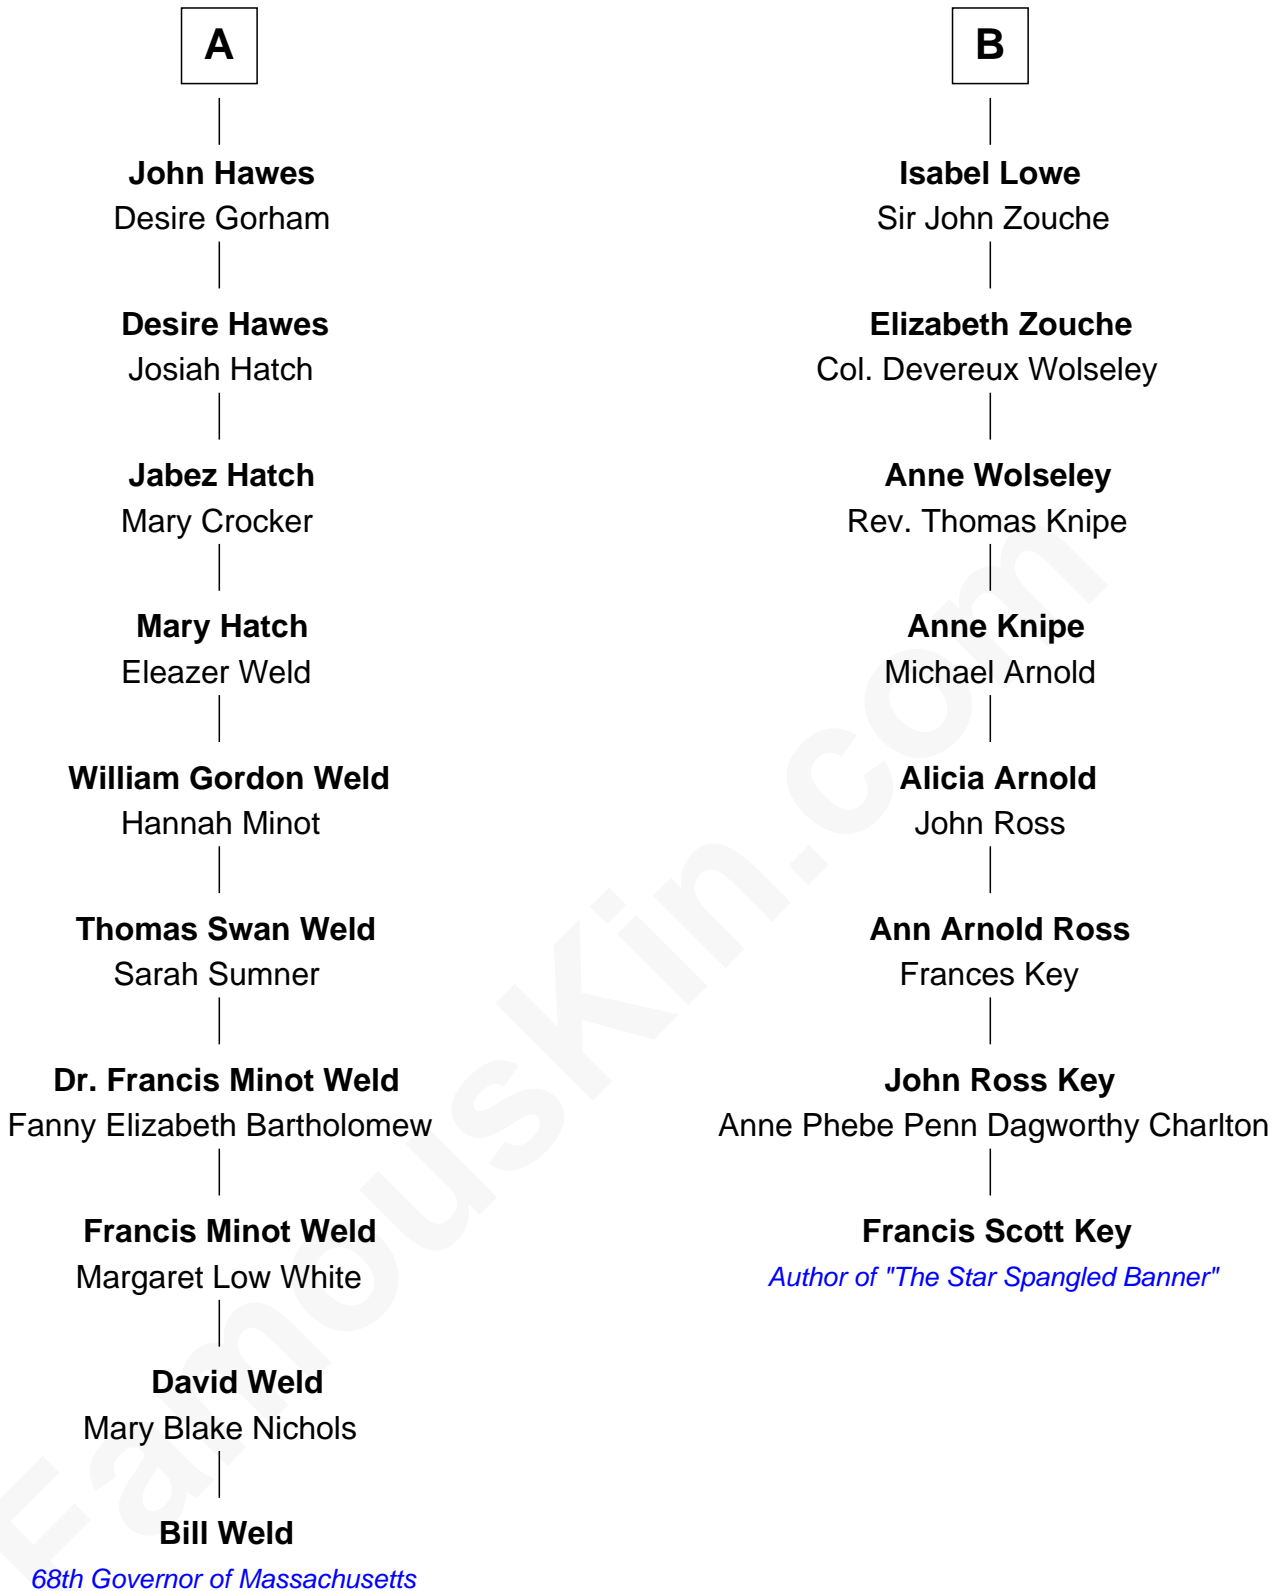 A
John Hawes
Desire Gorham
Desire Hawes
Josiah Hatch
Jabez Hatch
Mary Crocker
Mary Hatch
Eleazer Weld
William Gordon Weld
Hannah Minot
Thomas Swan Weld
Sarah Sumner
Dr. Francis Minot Weld
Fanny Elizabeth Bartholomew
Francis Minot Weld
Margaret Low White
David Weld
Mary Blake Nichols
Bill Weld
68th Governor of Massachusetts
B
Isabel Lowe
Sir John Zouche
Elizabeth Zouche
Col. Devereux Wolseley
Anne Wolseley
Rev. Thomas Knipe
Anne Knipe
Michael Arnold
Alicia Arnold
John Ross
Ann Arnold Ross
Frances Key
John Ross Key
Anne Phebe Penn Dagworthy Charlton
Francis Scott Key
Author of "The Star Spangled Banner"
FamousKin.com